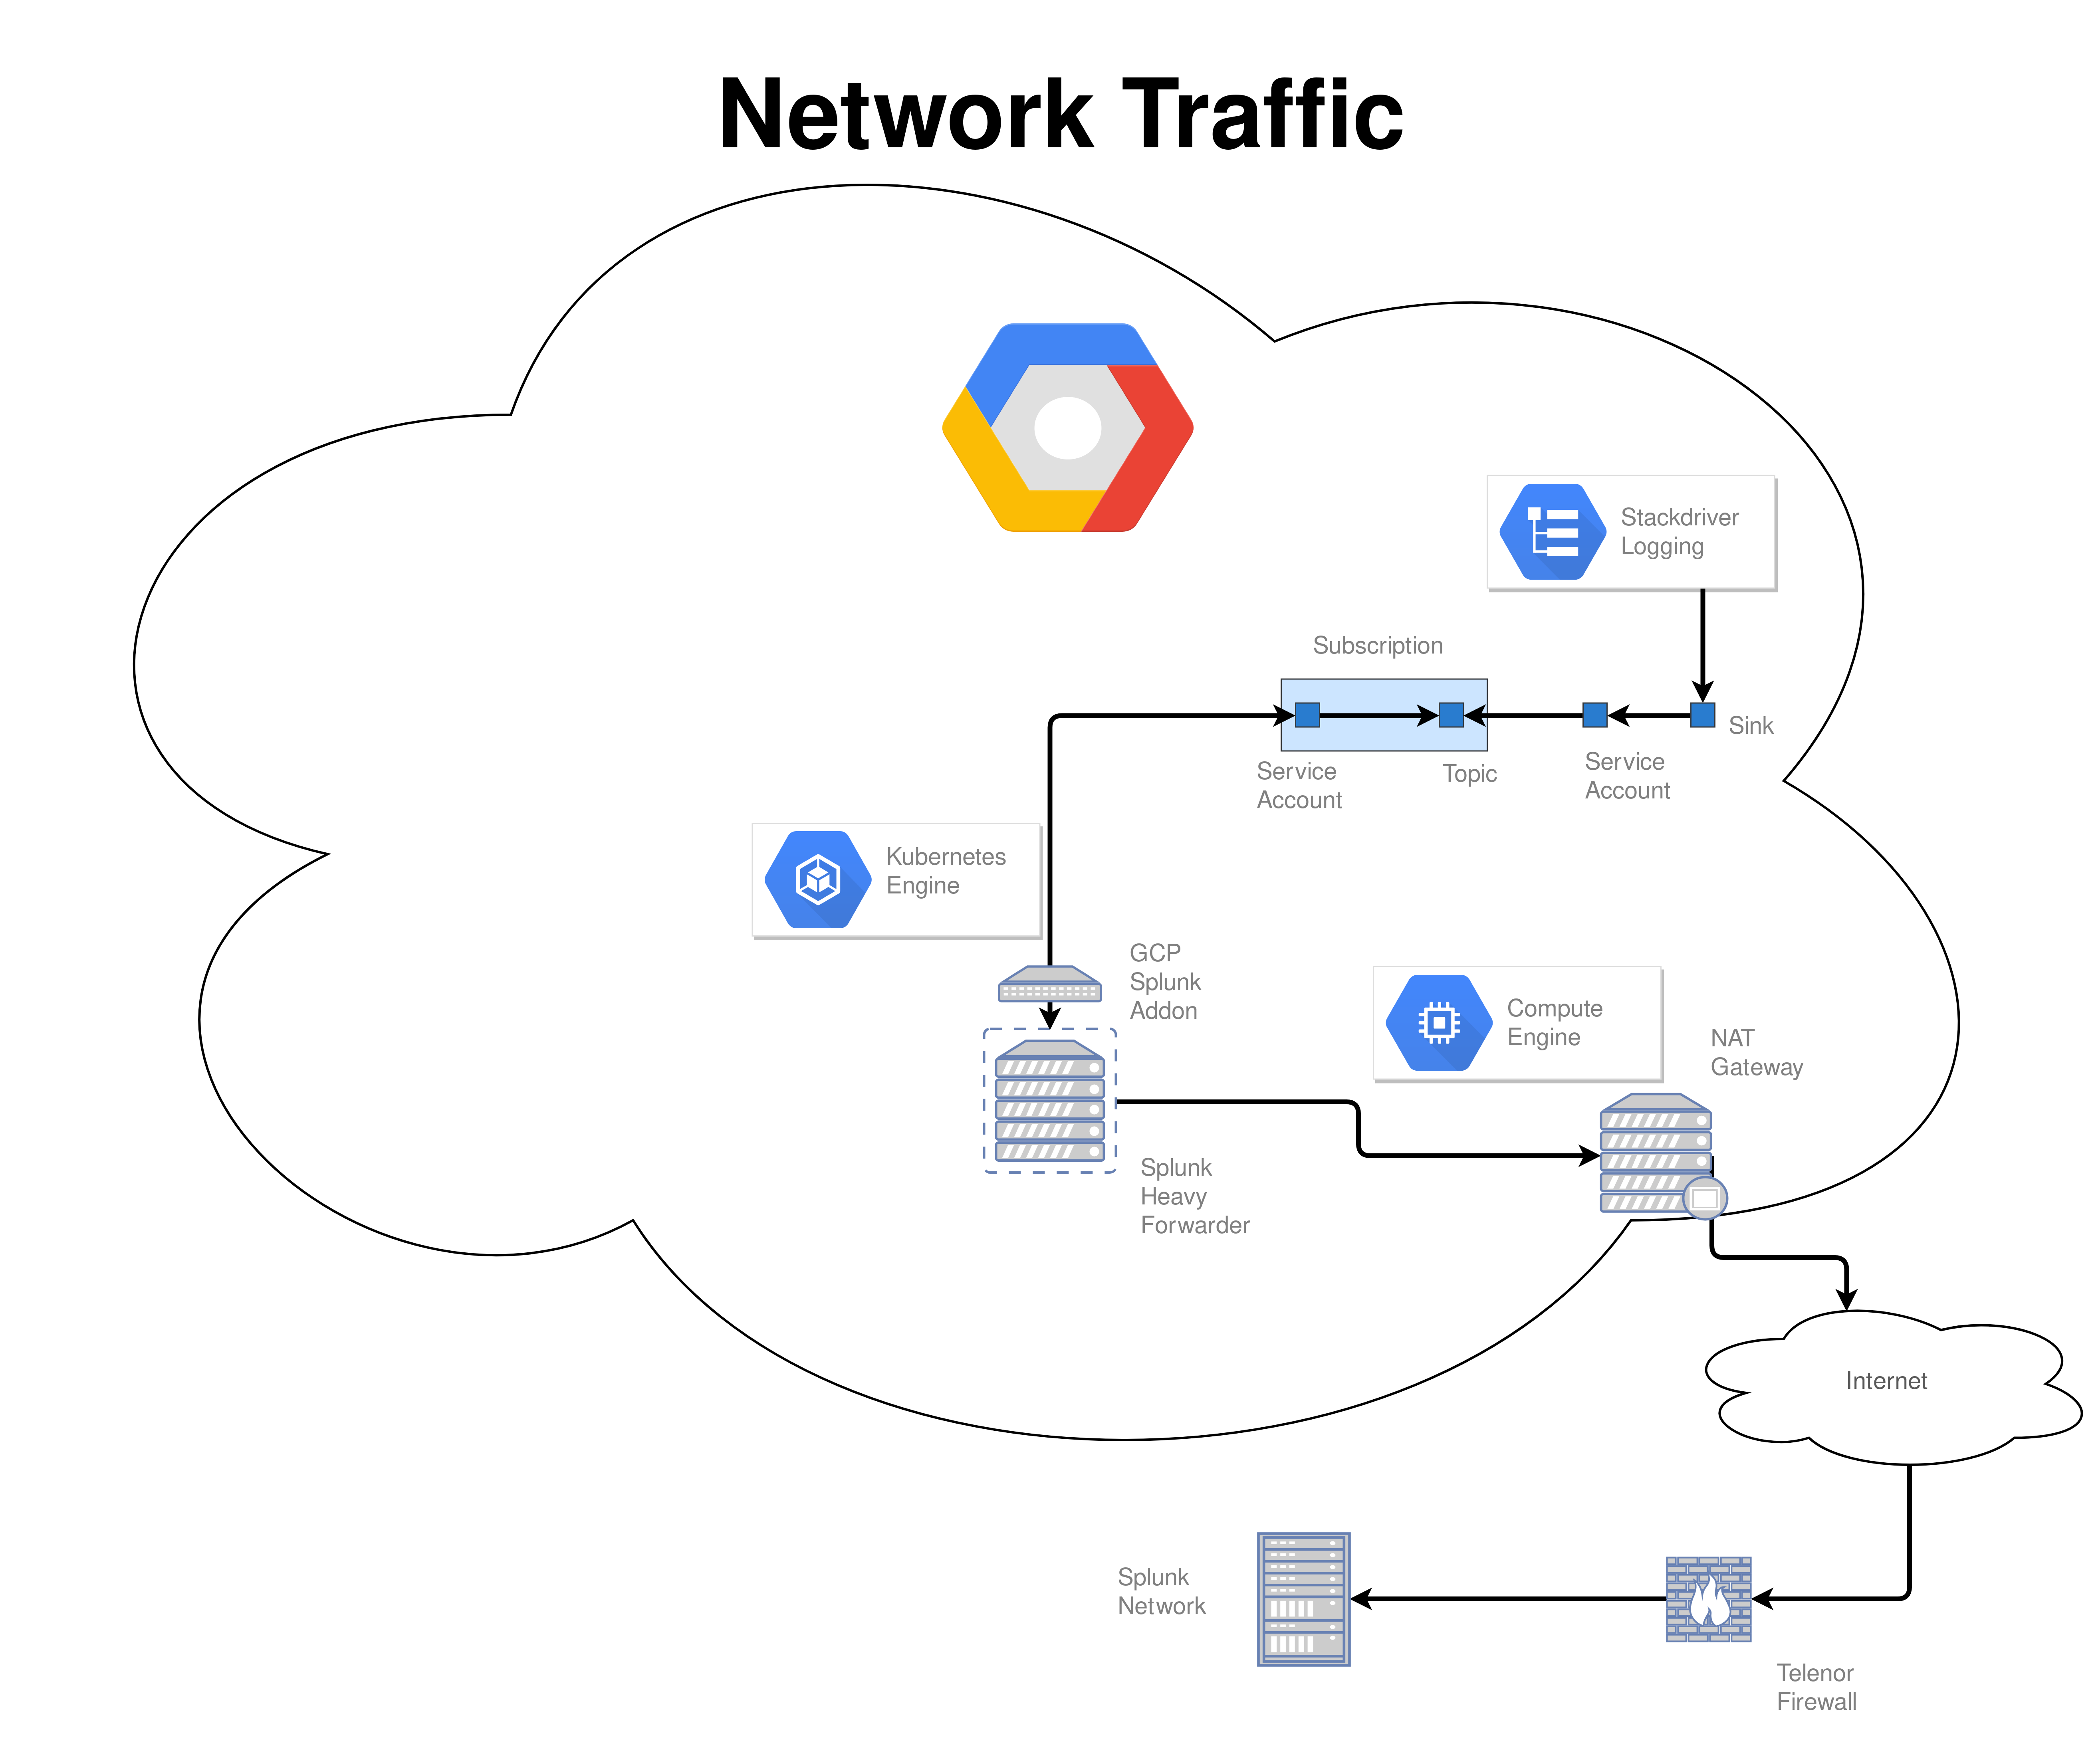 Network Traffic
Stackdriver
Logging
Subscription
Sink
Service
Account
Topic
Service
Account
Kubernetes
Engine
GCP
Splunk
Addon
Compute
Engine
NAT
Gateway
Splunk
Heavy
Forwarder
Internet
Splunk
Network
Telenor
Firewall